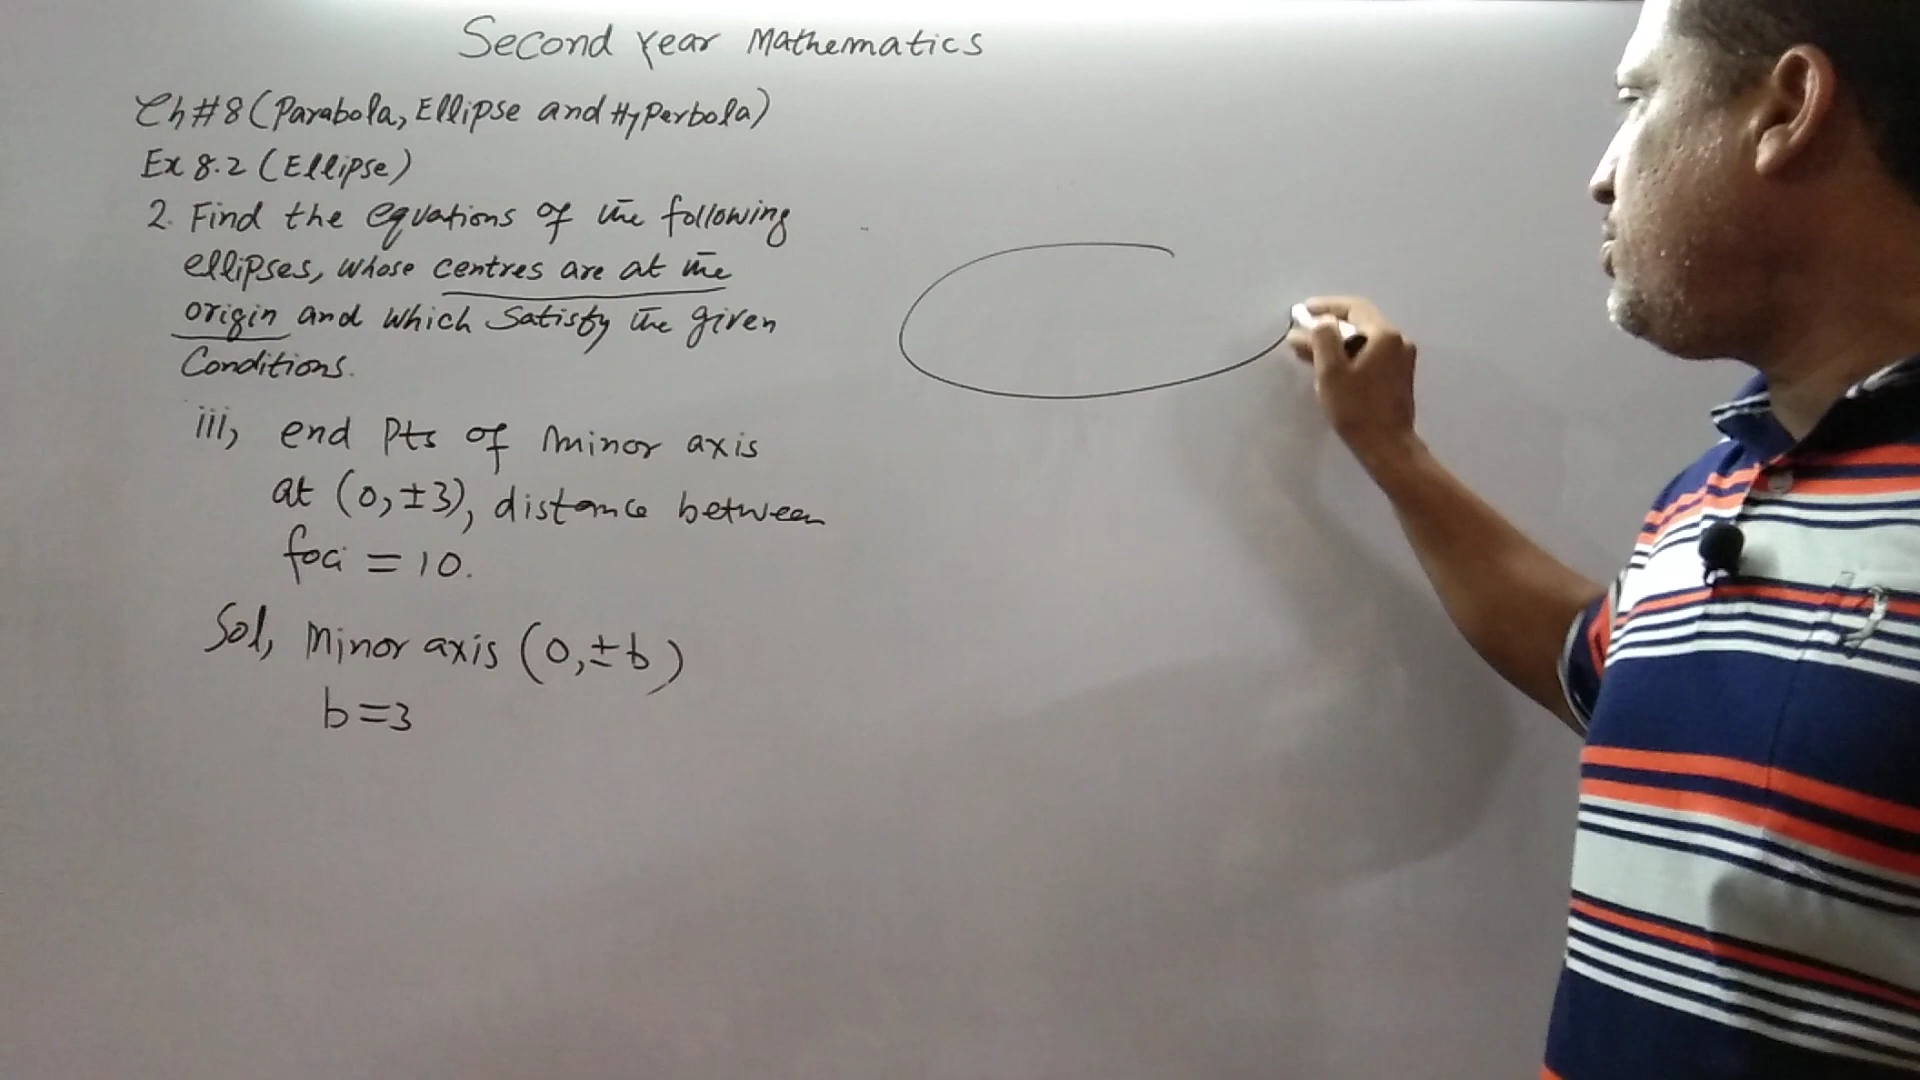 Second Year Mathematics
Ch#8 (Parabola, Ellipse and Hyperbola)
Ex 8.2 (Ellipse)
2. Find the equations of the following
ellipses, whose centres are at the
origin and which satisfy the given
Conditions.
iii, end pts of minor axis
at (0, ±3), distance between
foci = 10.
Sol, Minor axis (0, ±b)
b=3